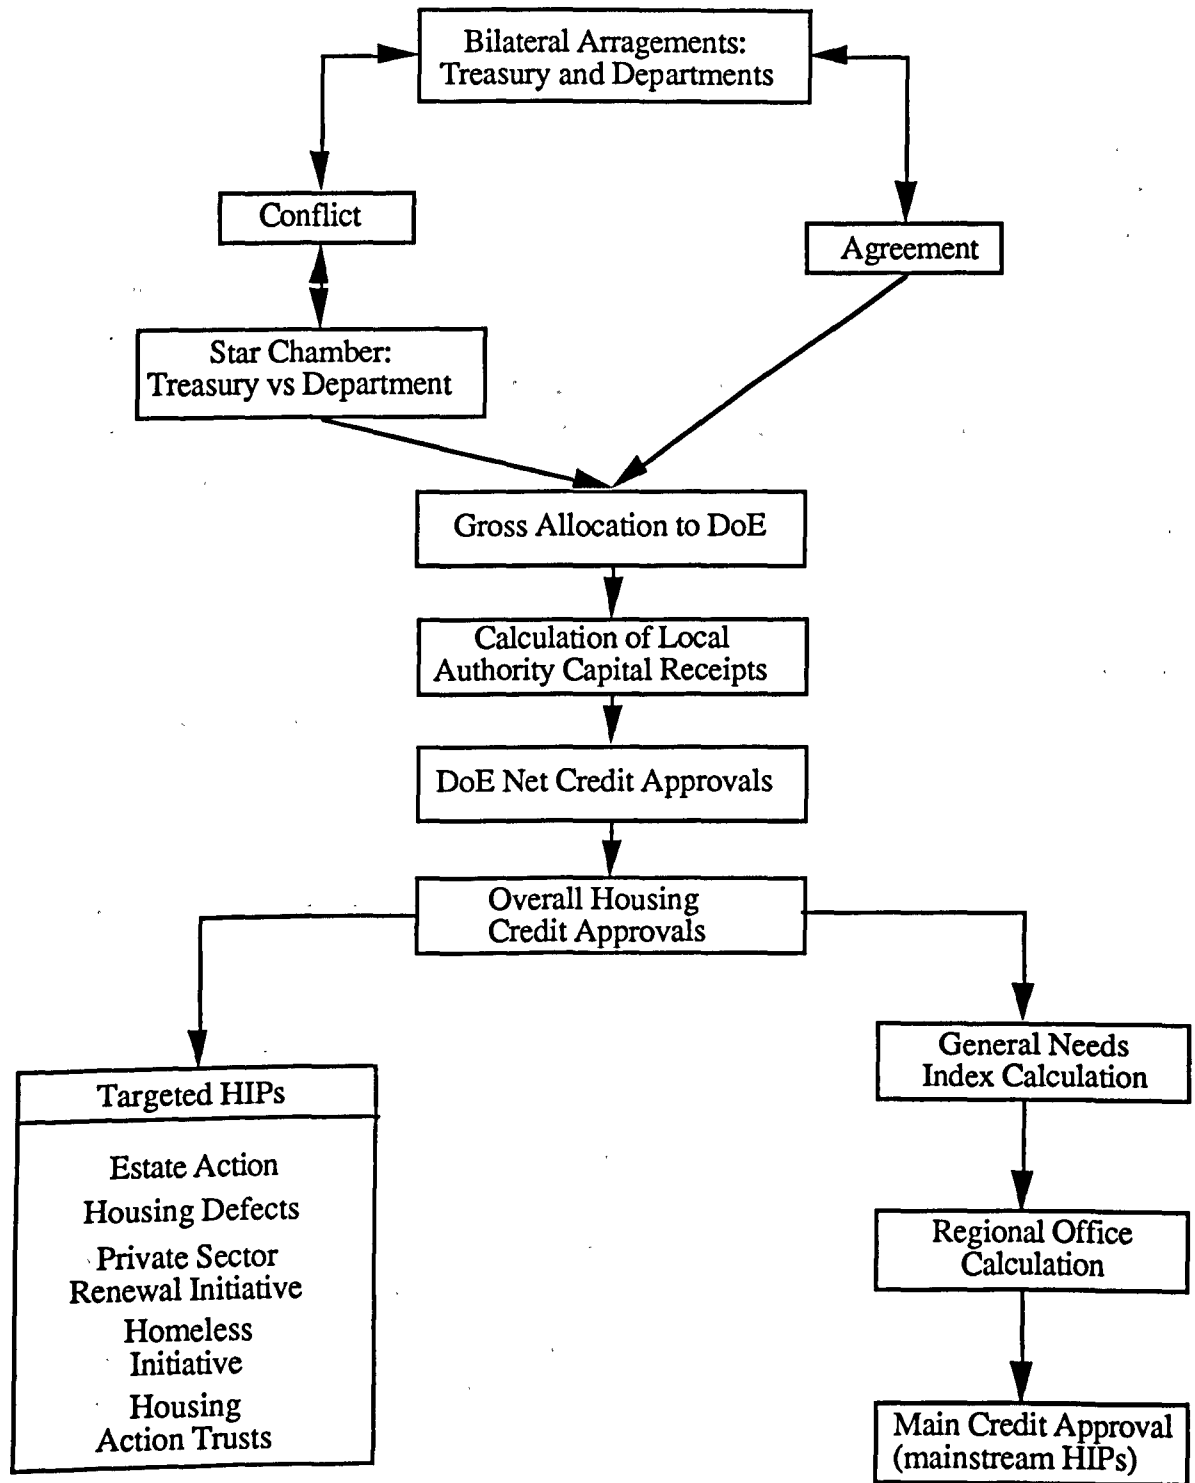 Bilateral Arragements:
Treasury and Departments
Conflict
Agreement
Star Chamber:
Treasury vs Department
Gross Allocation to DoE
Calculation of Local
Authority Capital Receipts
DoE Net Credit Approvals
Overall Housing
Credit Approvals
Targeted HIPs
Estate Action
Housing Defects
Private Sector
Renewal Initiative
Homeless
Initiative
Housing
Action Trusts
General Needs
Index Calculation
Regional Office
Calculation
Main Credit Approval
(mainstream HIPs)